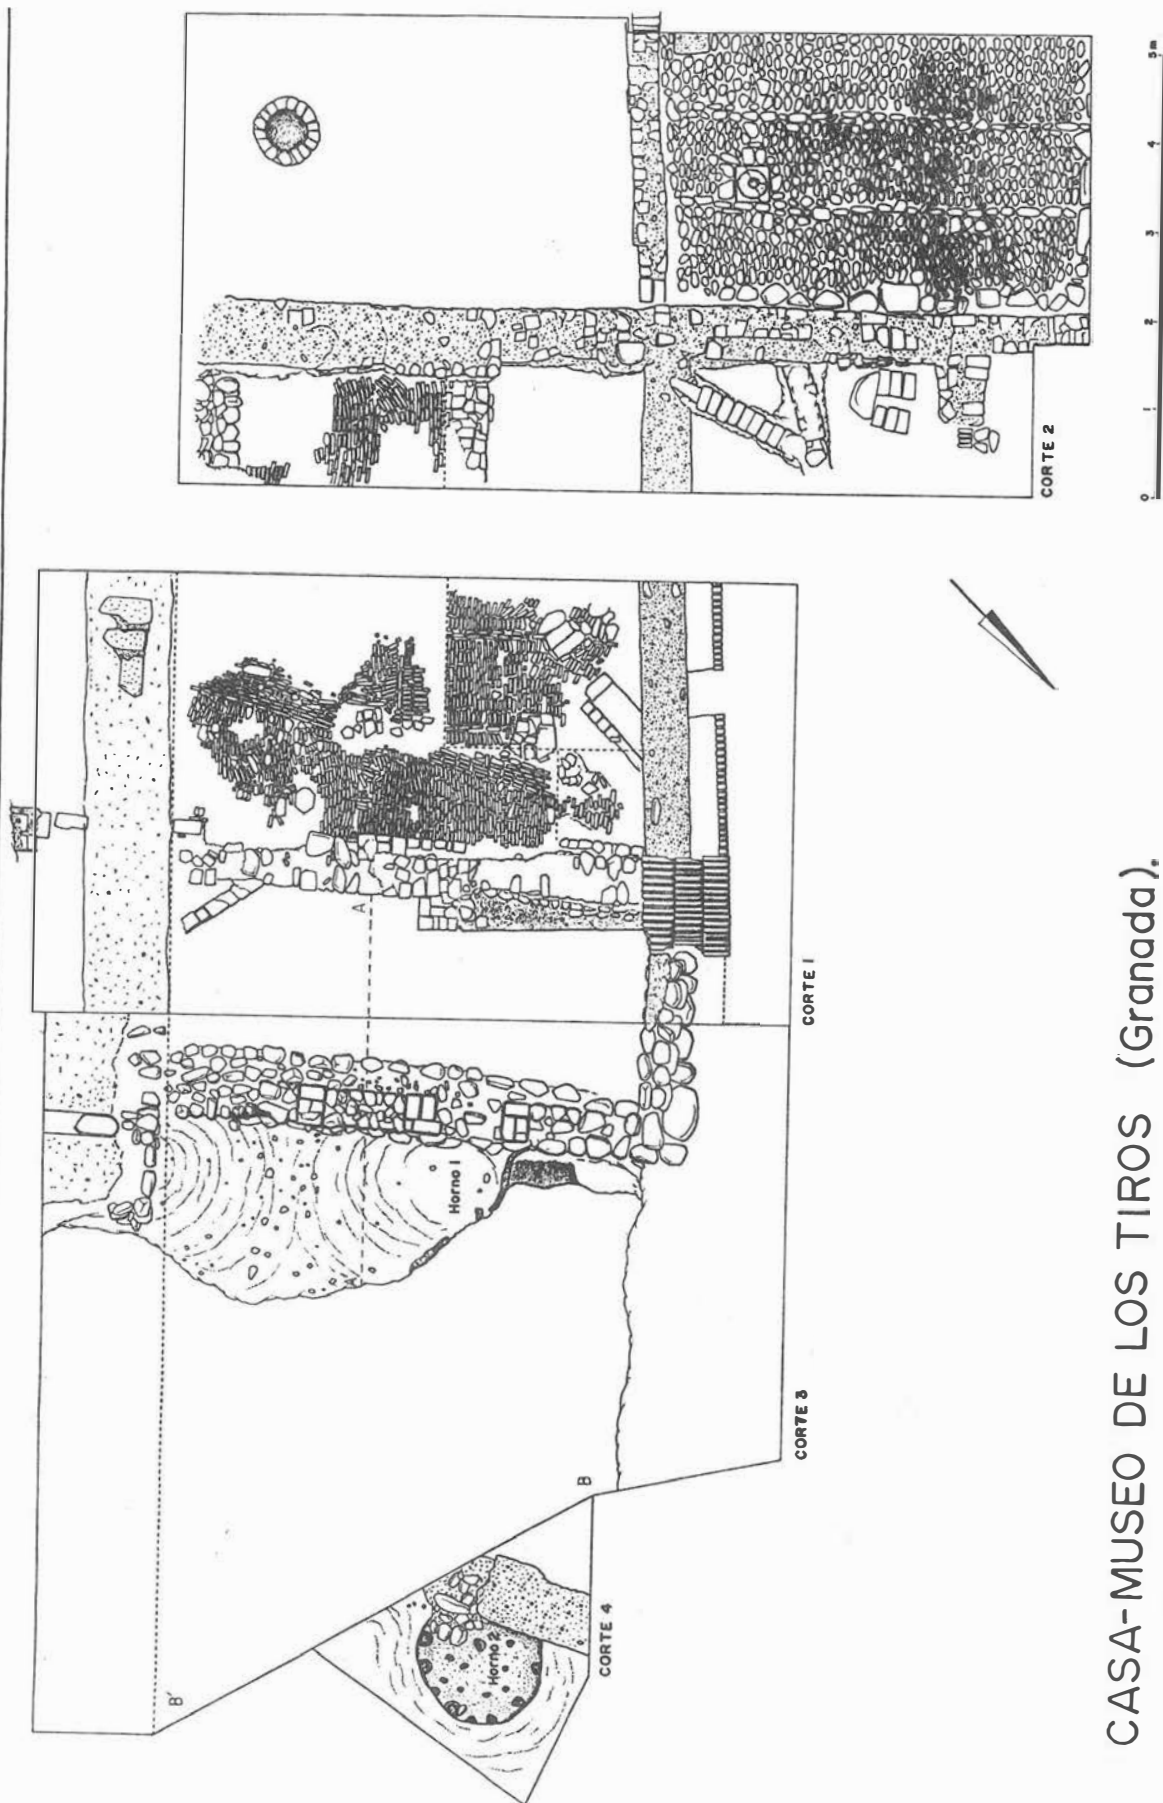 CORTE 4
CORTE 3
CORTE 1
CORTE 2
B'
B
Horno 2
Horno 1
A'
A
0 1 2 3 4 5m
CASA-MUSEO DE LOS TIROS (Granada).